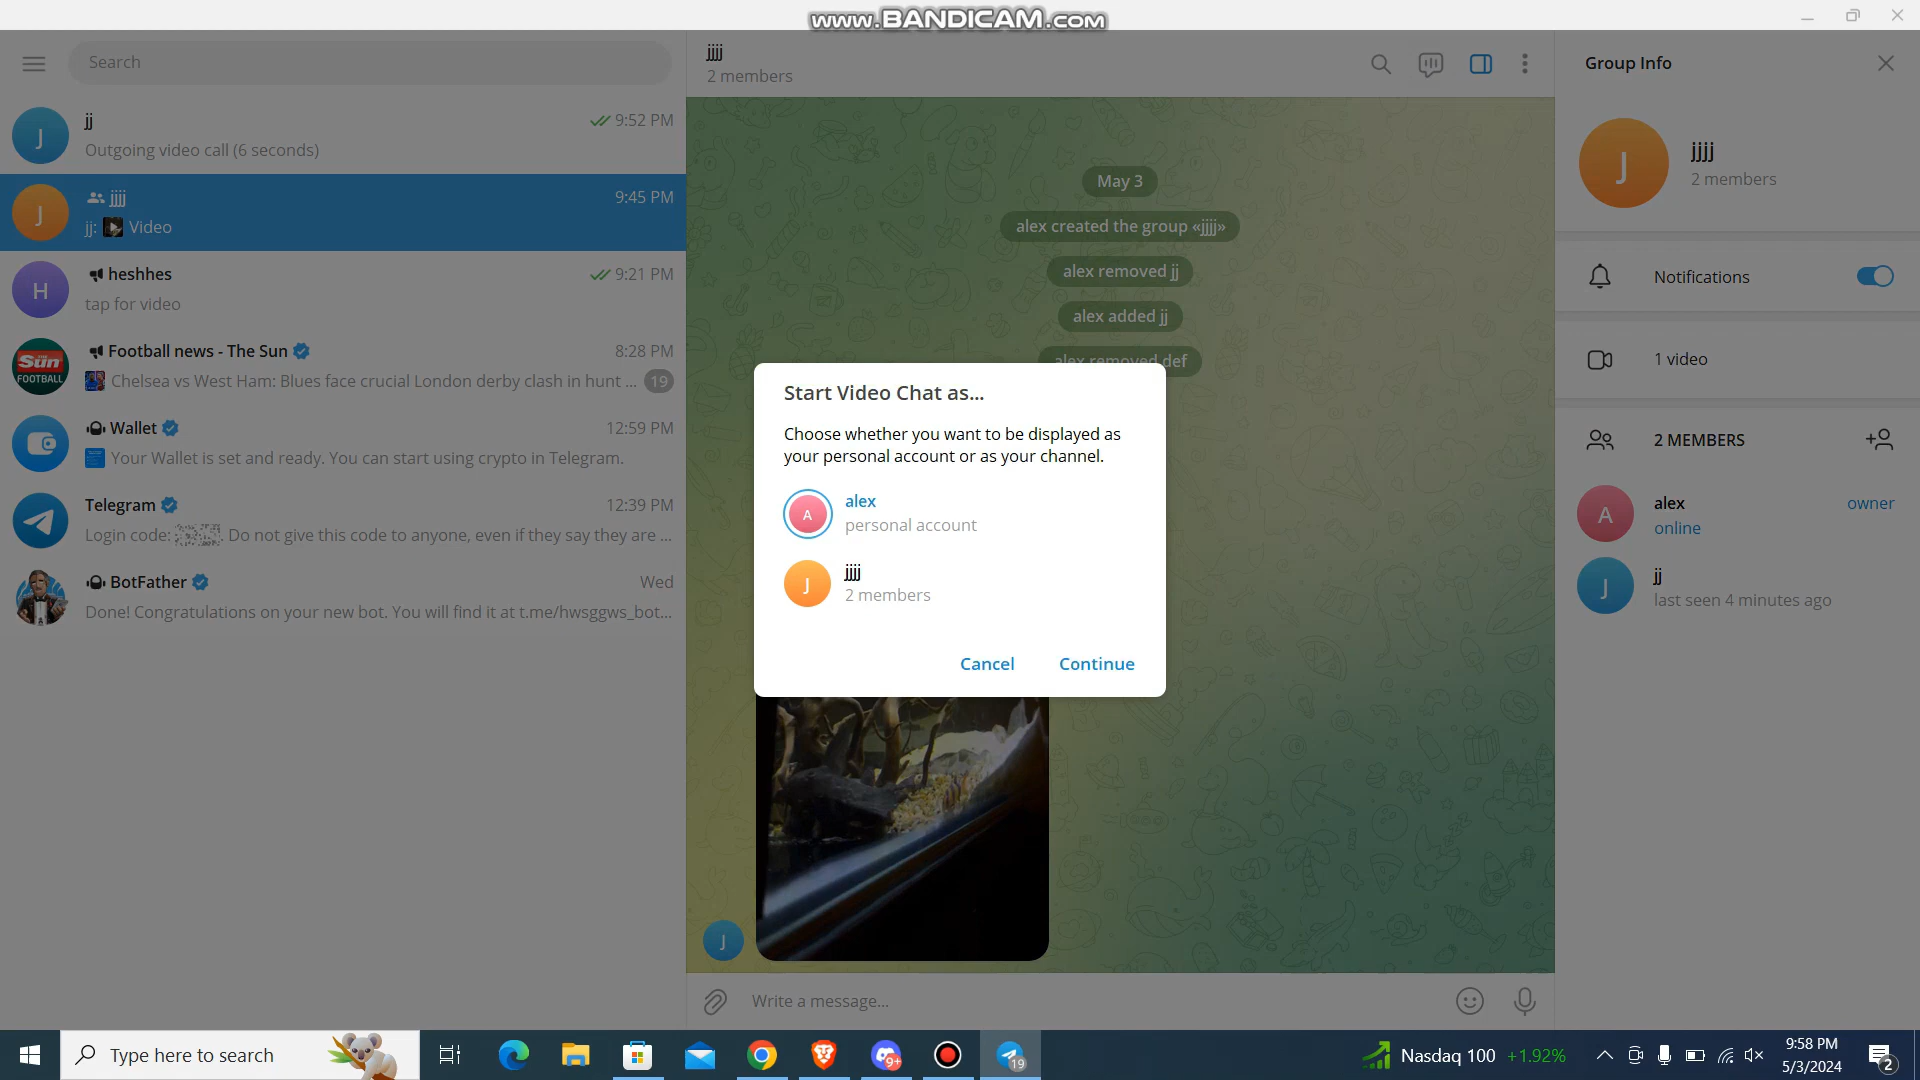 www.BANDICAM.com
Search
jj
9:52 PM
Outgoing video call (6 seconds)
jjjj
9:45 PM
jj: Video
heshhes
9:21 PM
tap for video
Football news - The Sun
8:28 PM
Chelsea vs West Ham: Blues face crucial London derby clash in hunt ...
19
Sun
FOOTBALL
Wallet
12:59 PM
Your Wallet is set and ready. You can start using crypto in Telegram.
Telegram
12:39 PM
Login code: . Do not give this code to anyone, even if they say they are ...
BotFather
Wed
Done! Congratulations on your new bot. You will find it at t.me/hwsggws_bot...
J
J
H
jjjj
2 members
May 3
alex created the group «jjjj»
alex removed jj
alex added jj
alex removed def
Start Video Chat as...
Choose whether you want to be displayed as
your personal account or as your channel.
A
alex
personal account
J
jjjj
2 members
Cancel
Continue
J
Write a message...
Group Info
J
jjjj
2 members
Notifications
1 video
2 MEMBERS
A
alex
owner
online
J
jj
last seen 4 minutes ago
Type here to search
9+
19
Nasdaq 100 +1.92%
9:58 PM
5/3/2024
2